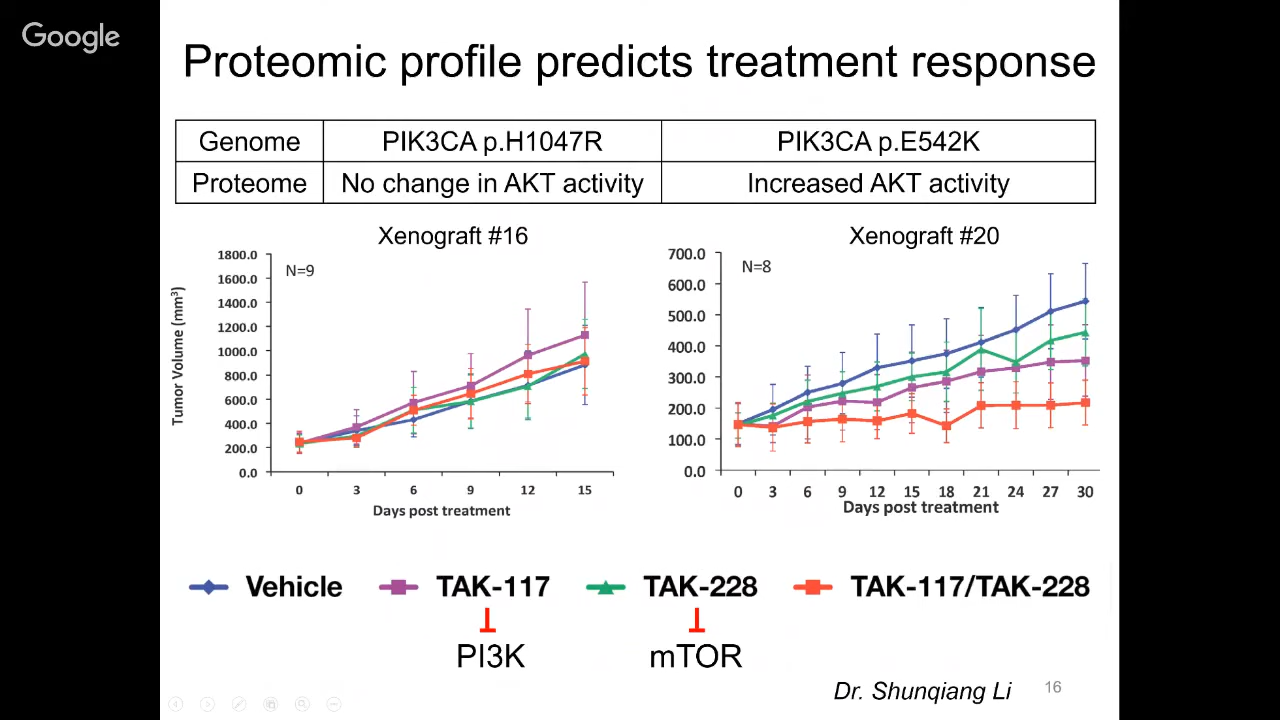 Google
Proteomic profile predicts treatment response
Genome PIK3CA p.H1047R PIK3CA p.E542K
Proteome No change in AKT activity Increased AKT activity
Xenograft #16
N=9
Tumor Volume (mm³)
1800.0
1600.0
1400.0
1200.0
1000.0
800.0
600.0
400.0
200.0
0.0
0 3 6 9 12 15
Days post treatment
Xenograft #20
N=8
700.0
600.0
500.0
400.0
300.0
200.0
100.0
0.0
0 3 6 9 12 15 18 21 24 27 30
Days post treatment
Vehicle TAK-117 TAK-228 TAK-117/TAK-228
PI3K mTOR
Dr. Shunqiang Li 16